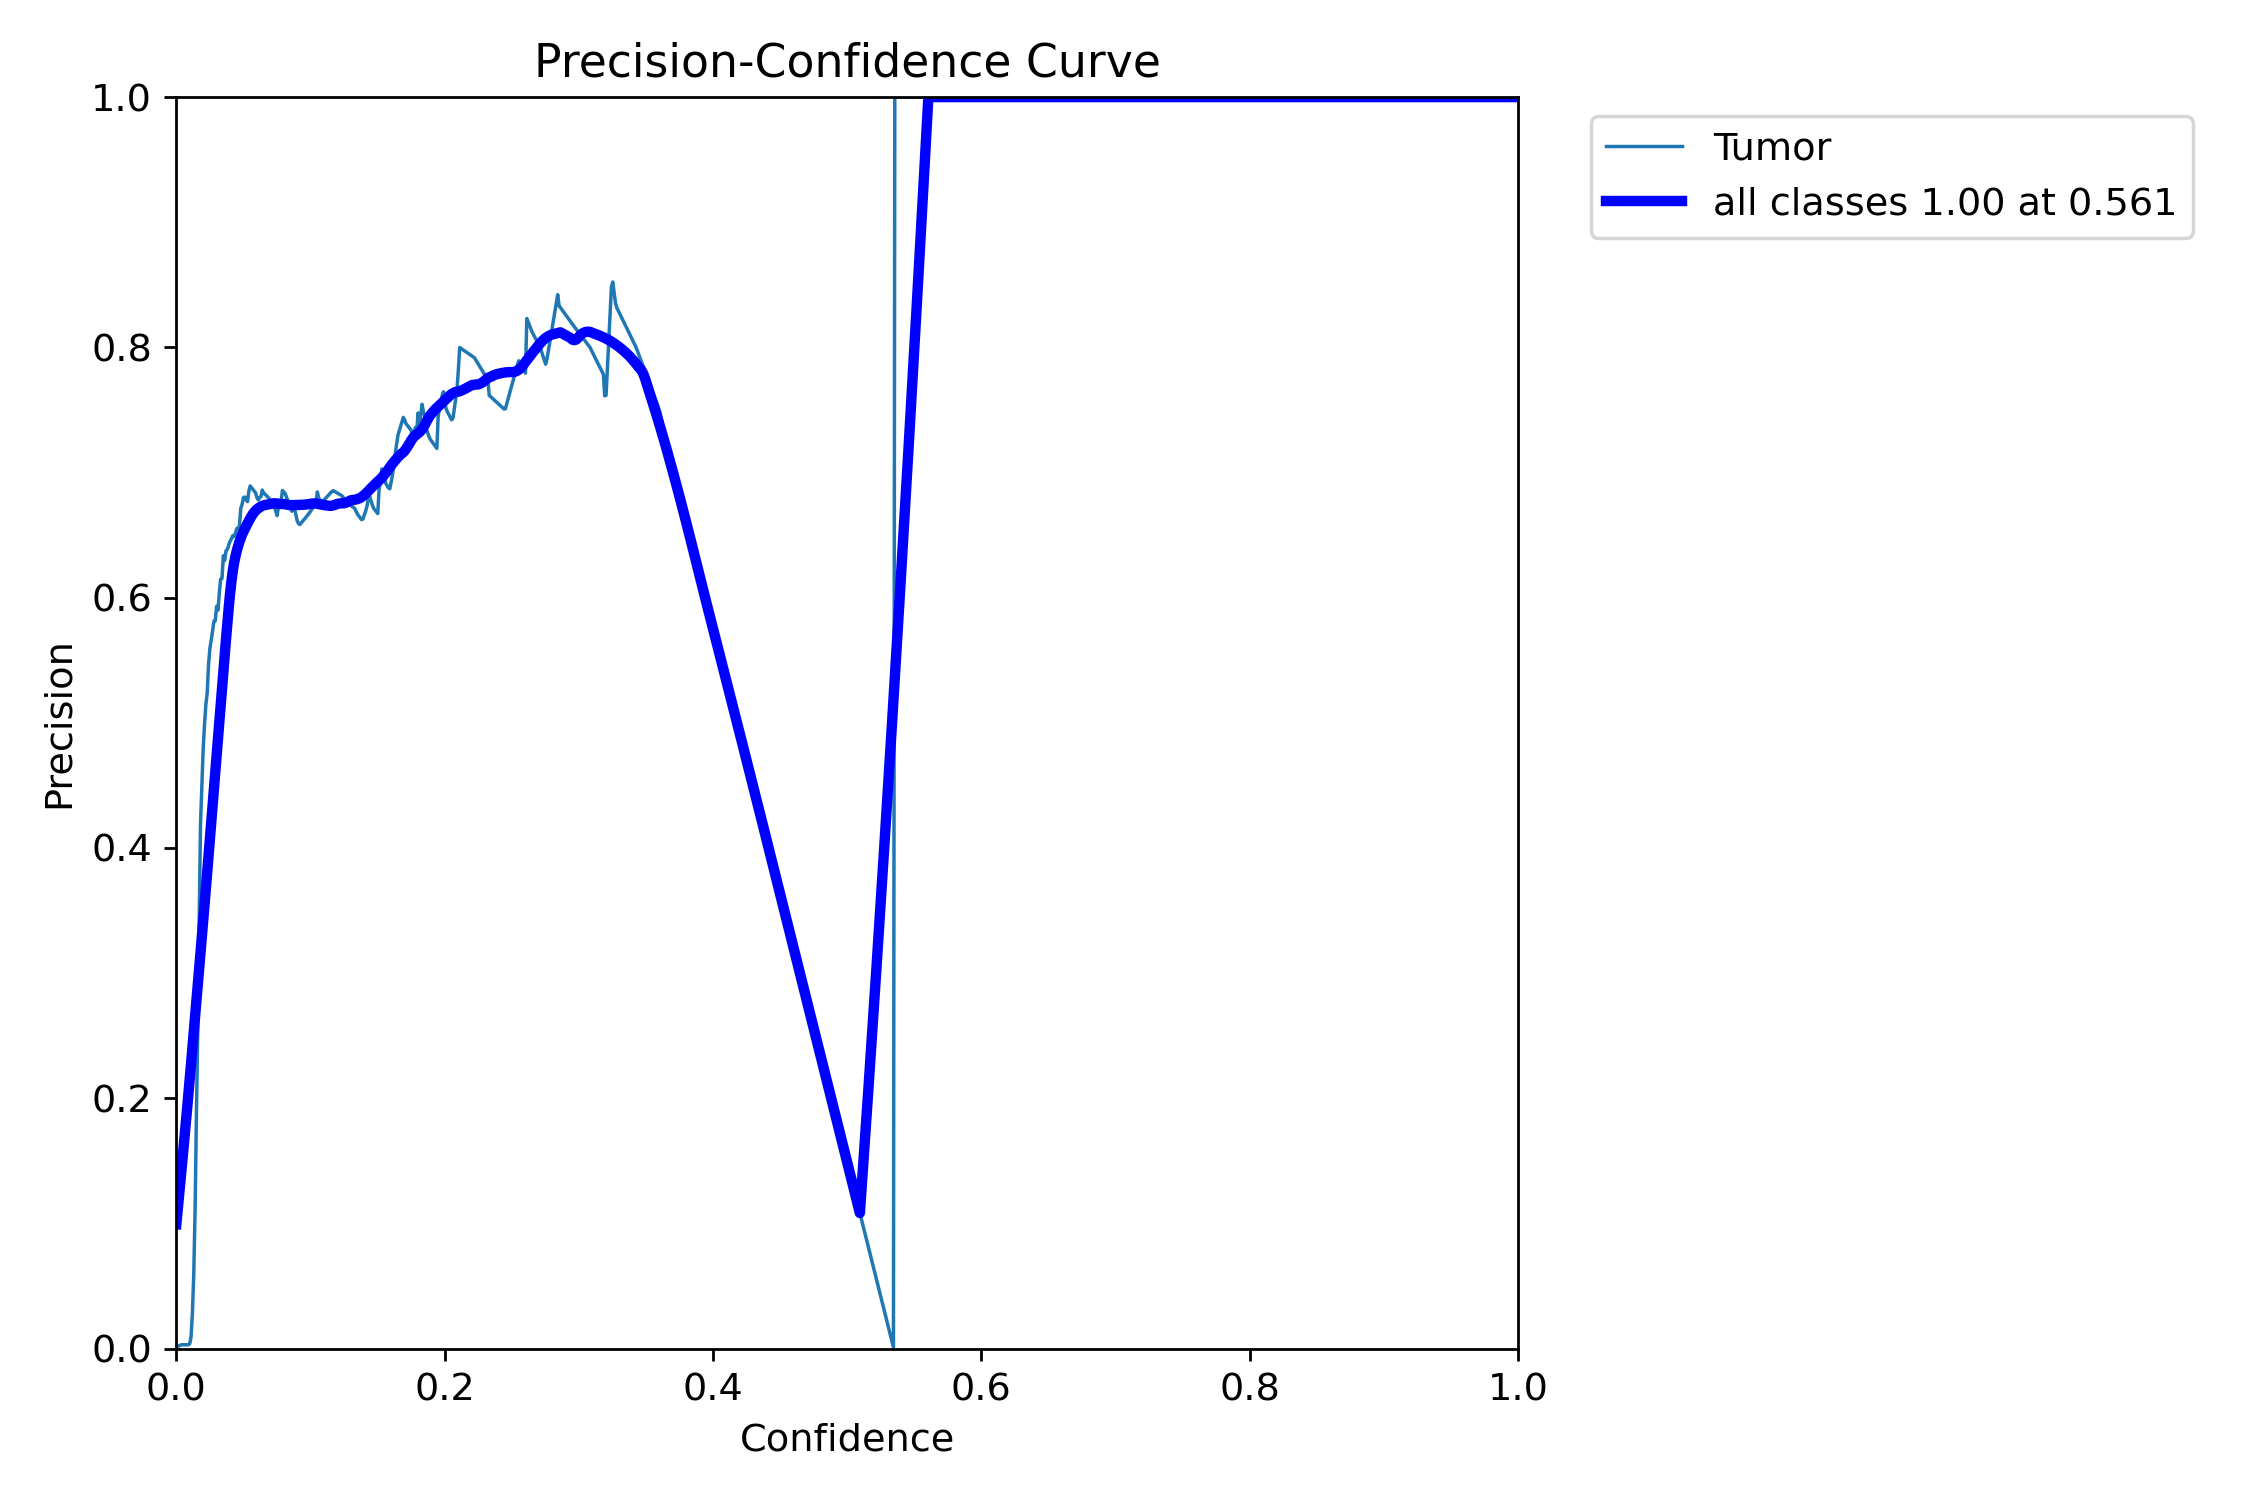 Precision-Confidence Curve
1.0
0.8
0.6
0.4
0.2
0.0
Precision
0.0 0.2 0.4 0.6 0.8 1.0
Confidence
Tumor
all classes 1.00 at 0.561